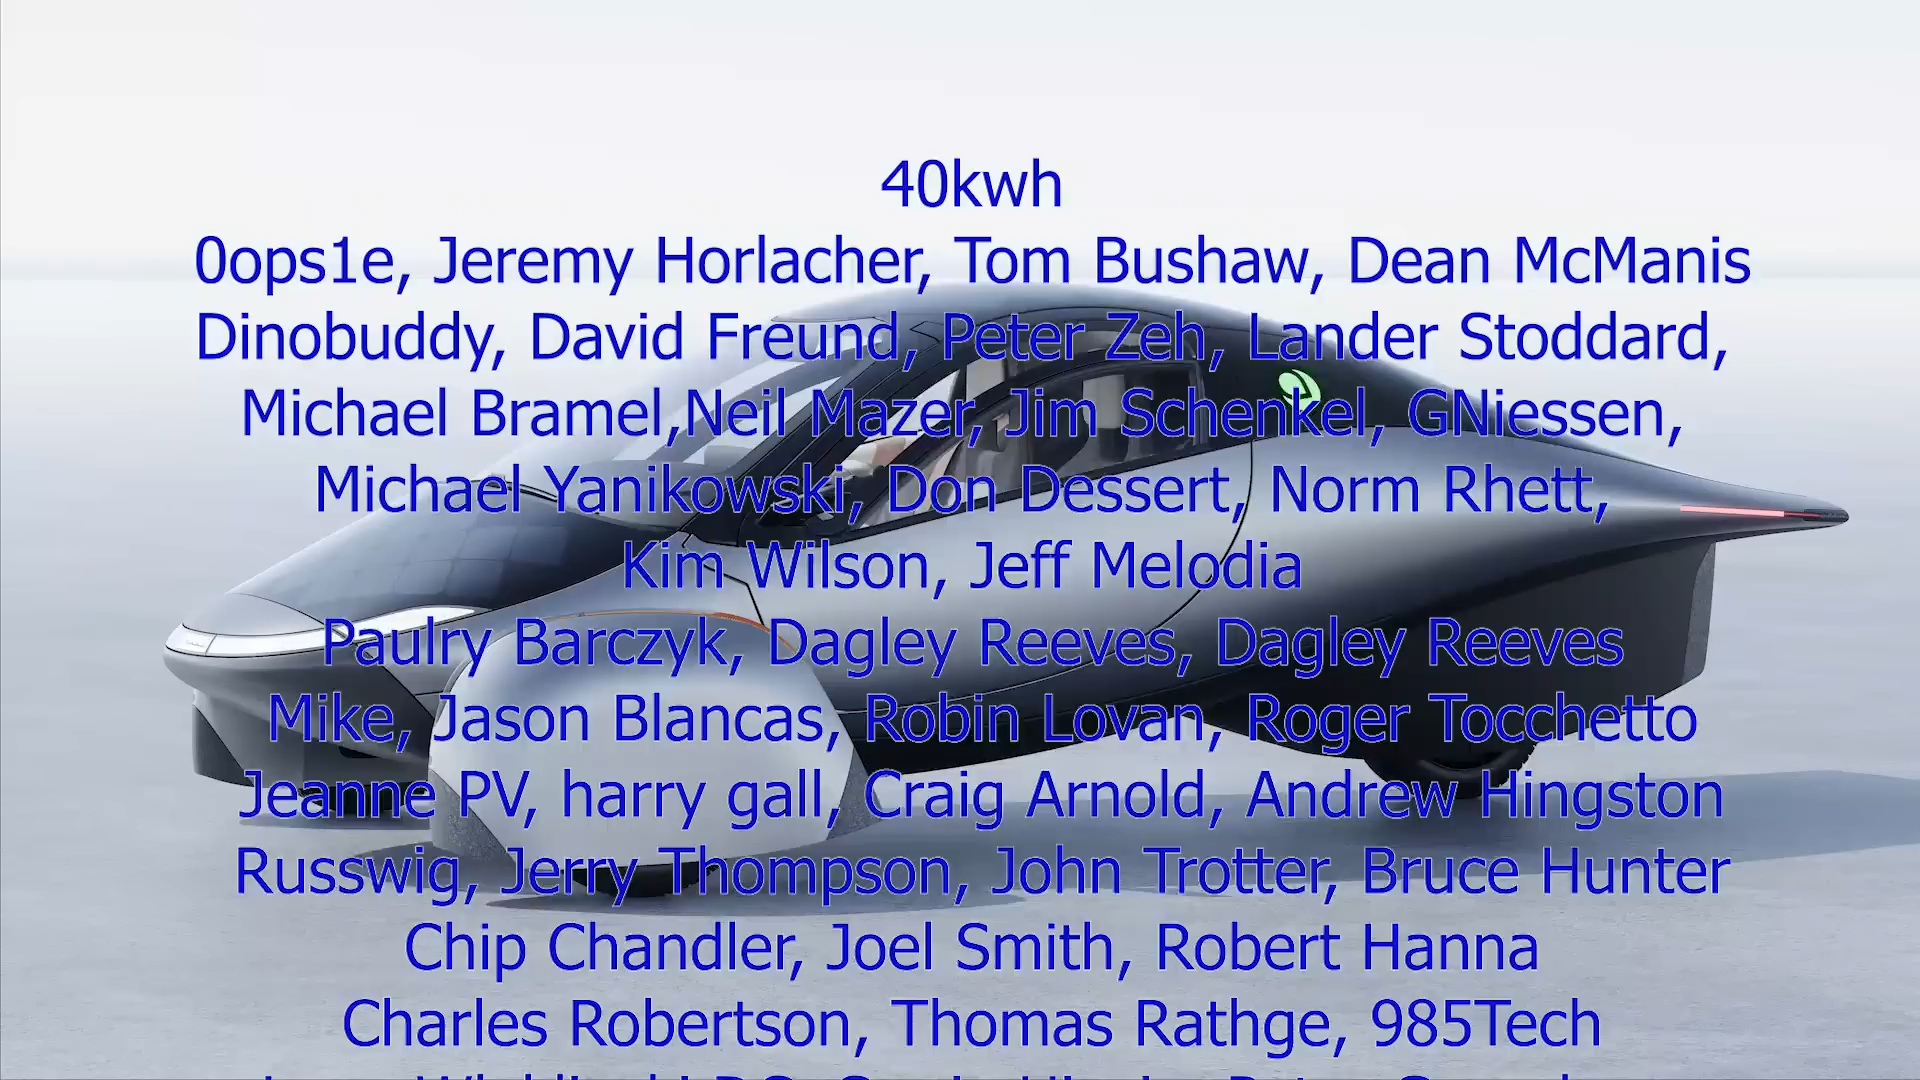 40kwh
0ops1e, Jeremy Horlacher, Tom Bushaw, Dean McManis
Dinobuddy, David Freund, Peter Zeh, Lander Stoddard,
Michael Bramel,Neil Mazer, Jim Schenkel, GNiessen,
Michael Yanikowski, Don Dessert, Norm Rhett,
Kim Wilson, Jeff Melodia
Paulry Barczyk, Dagley Reeves, Dagley Reeves
Mike, Jason Blancas, Robin Lovan, Roger Tocchetto
Jeanne PV, harry gall, Craig Arnold, Andrew Hingston
Russwig, Jerry Thompson, John Trotter, Bruce Hunter
Chip Chandler, Joel Smith, Robert Hanna
Charles Robertson, Thomas Rathge, 985Tech